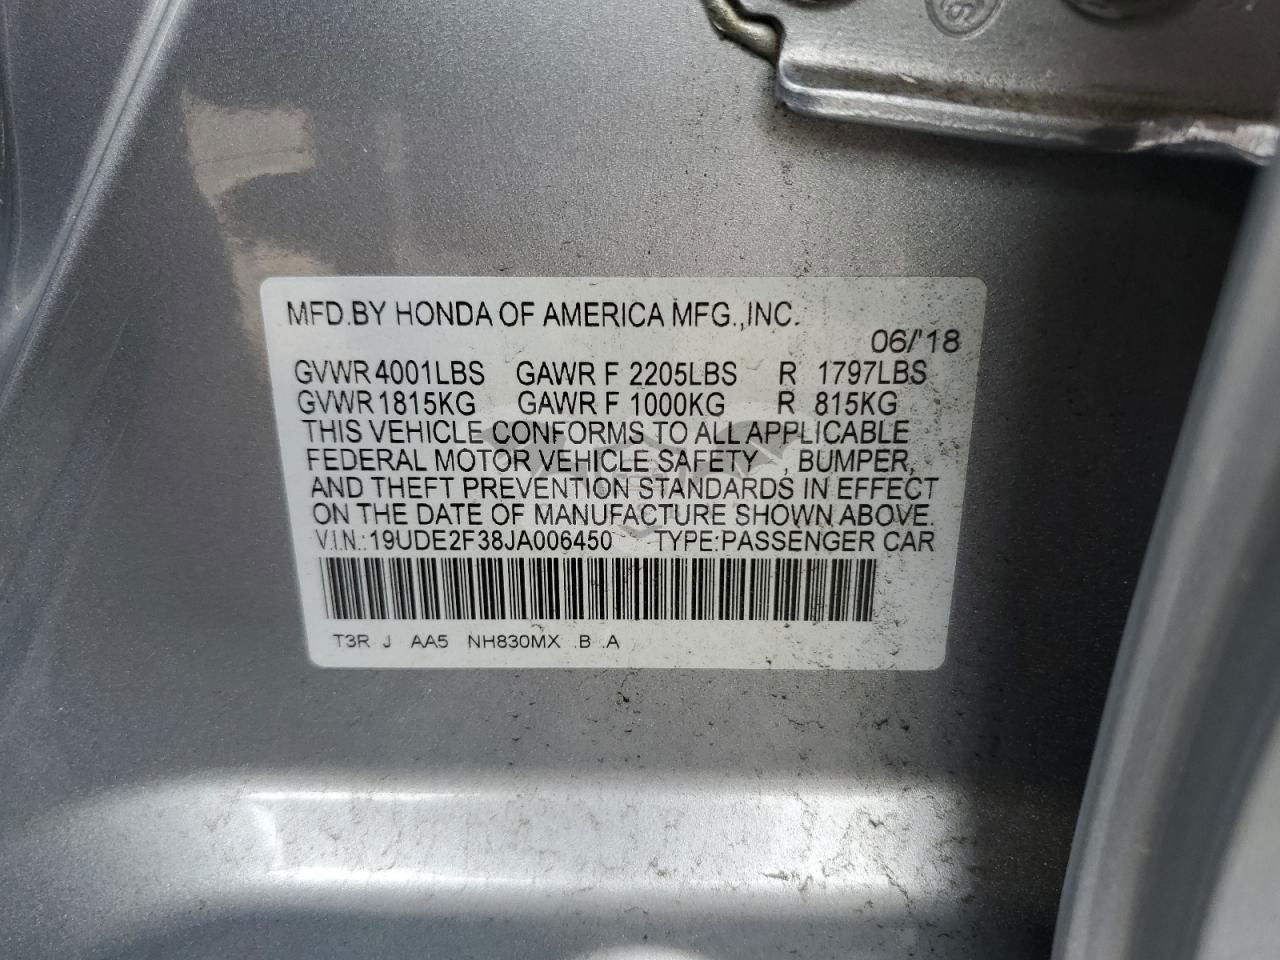 MFD.BY HONDA OF AMERICA MFG.,INC.
06/'18
GVWR 4001LBS GAWR F 2205LBS R 1797LBS
GVWR 1815KG GAWR F 1000KG R 815KG
THIS VEHICLE CONFORMS TO ALL APPLICABLE
FEDERAL MOTOR VEHICLE SAFETY , BUMPER,
AND THEFT PREVENTION STANDARDS IN EFFECT
ON THE DATE OF MANUFACTURE SHOWN ABOVE.
V.I.N.:19UDE2F38JA006450 TYPE:PASSENGER CAR
T3R J AA5 NH830MX .B .A